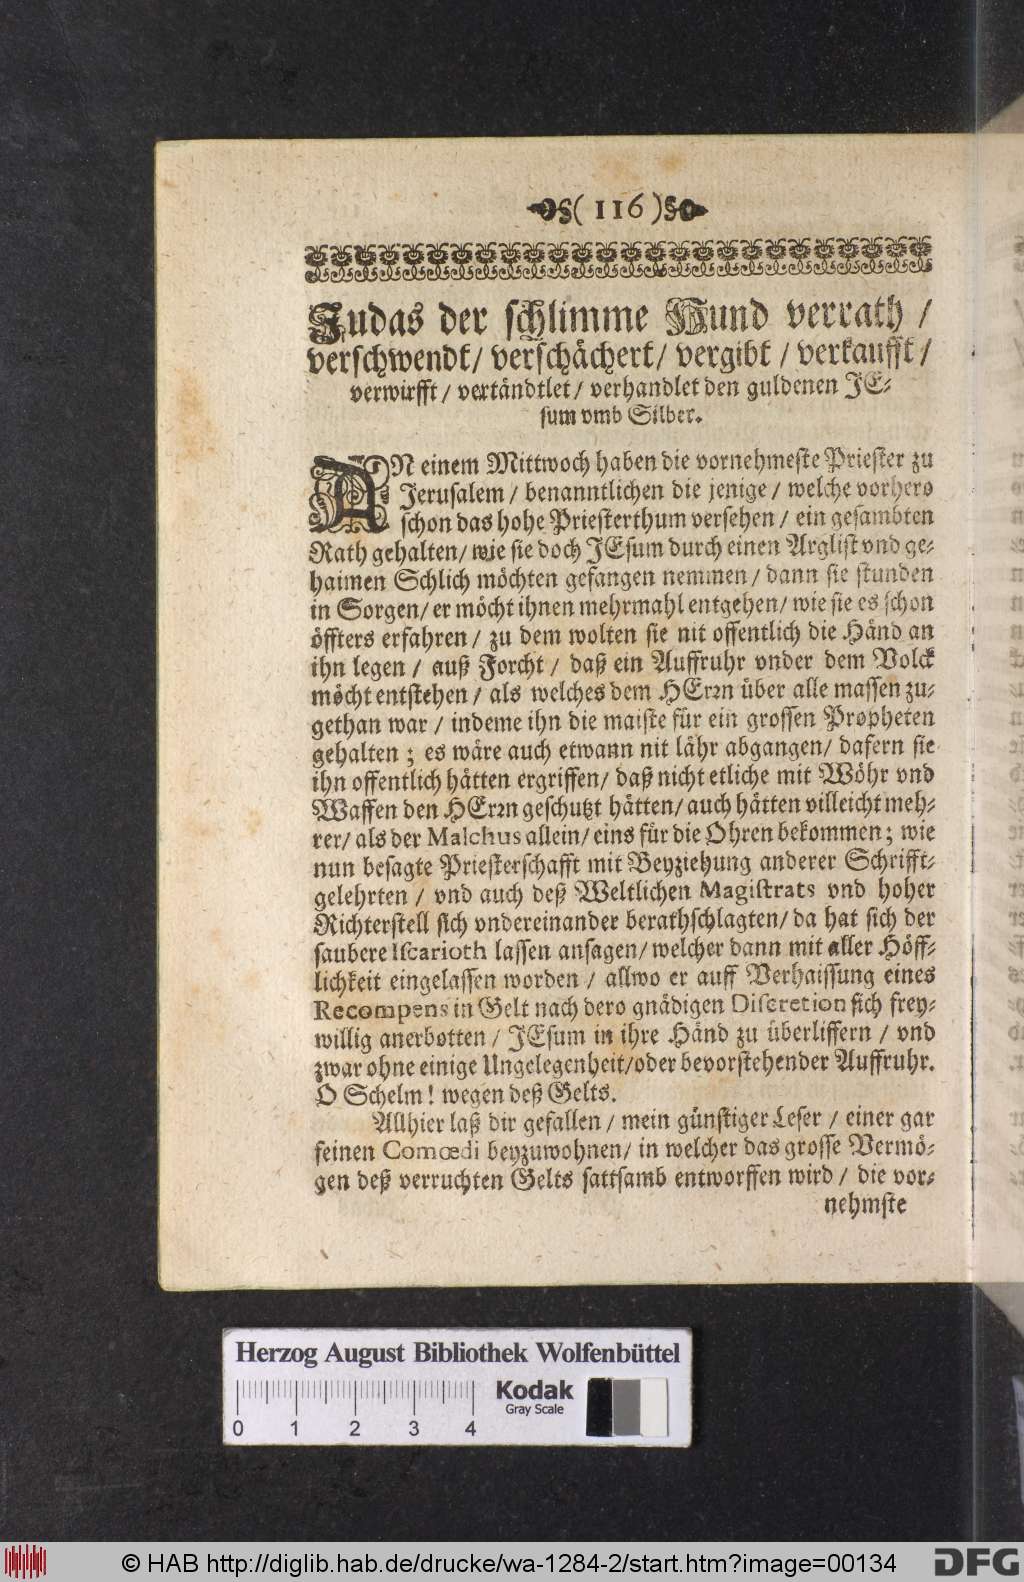 ( 116 )
Judas der schlimme Hund verrath /
verschwendt / verschächert / vergibt / verkaufft /
verwirfft / vertändtlet / verhandlet den guldenen JE-
sum vmb Silber.
AN einem Mittwoch haben die vornehmeste Priester zu
Jerusalem / benanntlichen die jenige / welche vorhero
schon das hohe Priesterthum versehen / ein gesambten
Rath gehalten / wie sie doch JEsum durch einen Arglist vnd ge-
haimen Schlich möchten gefangen nemmen / dann sie stunden
in Sorgen / er möcht ihnen mehrmahl entgehen / wie sie es schon
öffters erfahren / zu dem wolten sie nit offentlich die Händ an
ihn legen / auß Forcht / daß ein Auffruhr vnder dem Volck
möcht entstehen / als welches dem HErrn über alle massen zu-
gethan war / indeme ihn die maiste für ein grossen Propheten
gehalten ; es wäre auch etwann nit lähr abgangen / dafern sie
ihn offentlich hätten ergriffen / daß nicht etliche mit Wöhr vnd
Waffen den HErrn geschutzt hätten / auch hätten villeicht meh-
rer / als der Malchus allein / eins für die Ohren bekommen ; wie
nun besagte Priesterschafft mit Beyziehung anderer Schrifft-
gelehrten / vnd auch deß Weltlichen Magistrats vnd hoher
Richterstell sich vndereinander berathschlagten / da hat sich der
saubere Iscarioth lassen ansagen / welcher dann mit aller Höff-
lichkeit eingelassen worden / allwo er auff Verhaissung eines
Recompens in Gelt nach dero gnädigen Discretion sich frey-
willig anerbotten / JEsum in ihre Händ zu überliffern / vnd
zwar ohne einige Ungelegenheit / oder bevorstehender Auffruhr.
O Schelm ! wegen deß Gelts.
Allhier laß dir gefallen / mein günstiger Leser / einer gar
feinen Comœdi beyzuwohnen / in welcher das grosse Vermö-
gen deß verruchten Gelts sattsamb entworffen wird / die vor-
nehmste
Herzog August Bibliothek Wolfenbüttel
Kodak
Gray Scale
0 1 2 3 4
© HAB http://diglib.hab.de/drucke/wa-1284-2/start.htm?image=00134
DFG